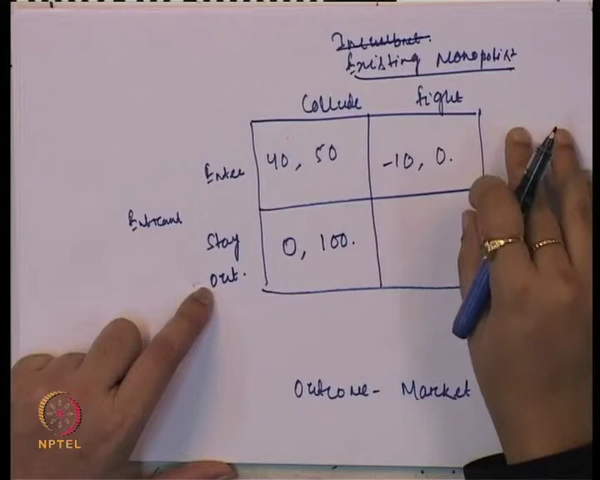 Existing Monopolist
Collude Fight
Enter 40, 50 -10, 0.
Entrant
Stay 0, 100.
out.
Outcome - Market
NPTEL